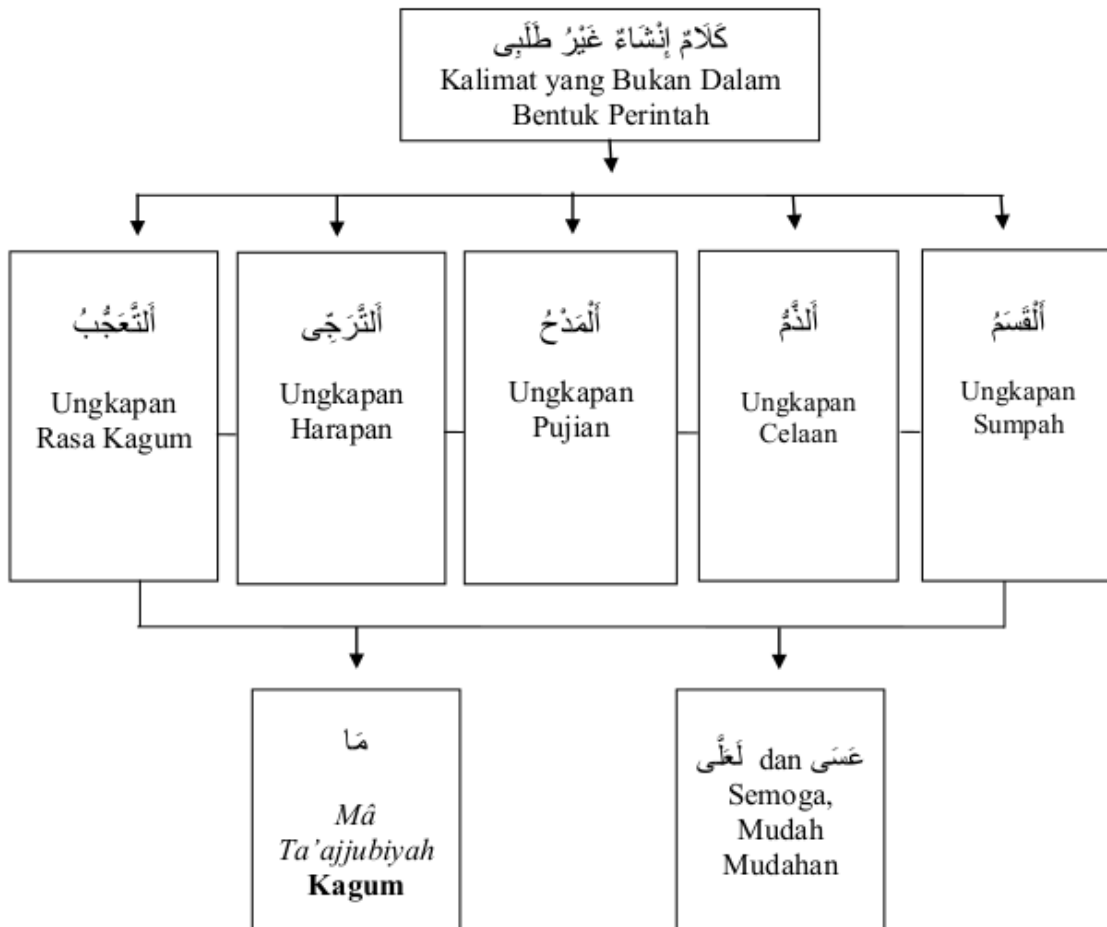 كَلَامٌ إِنْشَاءٌ غَيْرُ طَلَبِى
Kalimat yang Bukan Dalam
Bentuk Perintah
أَلتَّعَجُّبُ
Ungkapan
Rasa Kagum
أَلتَّرَجِّى
Ungkapan
Harapan
أَلْمَدْحُ
Ungkapan
Pujian
أَلذَّمُّ
Ungkapan
Celaan
أَلْقَسَمُ
Ungkapan
Sumpah
مَا
Mâ
Ta’ajjubiyah
Kagum
لَعَلَّى dan عَسَى
Semoga,
Mudah
Mudahan